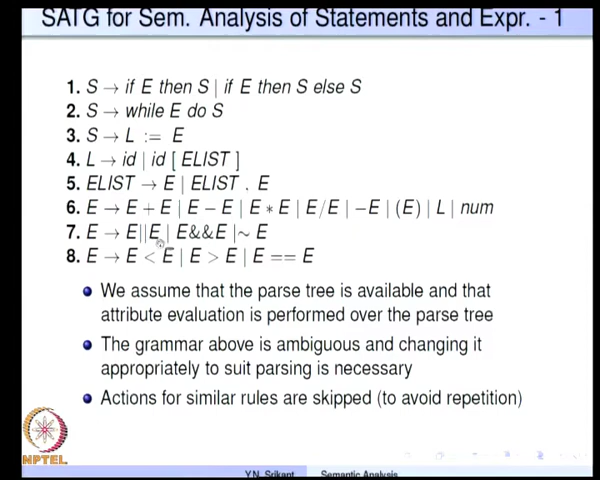 SATG for Sem. Analysis of Statements and Expr. - 1
1. S → if E then S | if E then S else S
2. S → while E do S
3. S → L := E
4. L → id | id [ ELIST ]
5. ELIST → E | ELIST . E
6. E → E + E | E − E | E ∗ E | E/E | −E | (E) | L | num
7. E → E||E | E&&E |∼ E
8. E → E < E | E > E | E == E
We assume that the parse tree is available and that
attribute evaluation is performed over the parse tree
The grammar above is ambiguous and changing it
appropriately to suit parsing is necessary
Actions for similar rules are skipped (to avoid repetition)
NPTEL
Y.N. Srikant Semantic Analysis